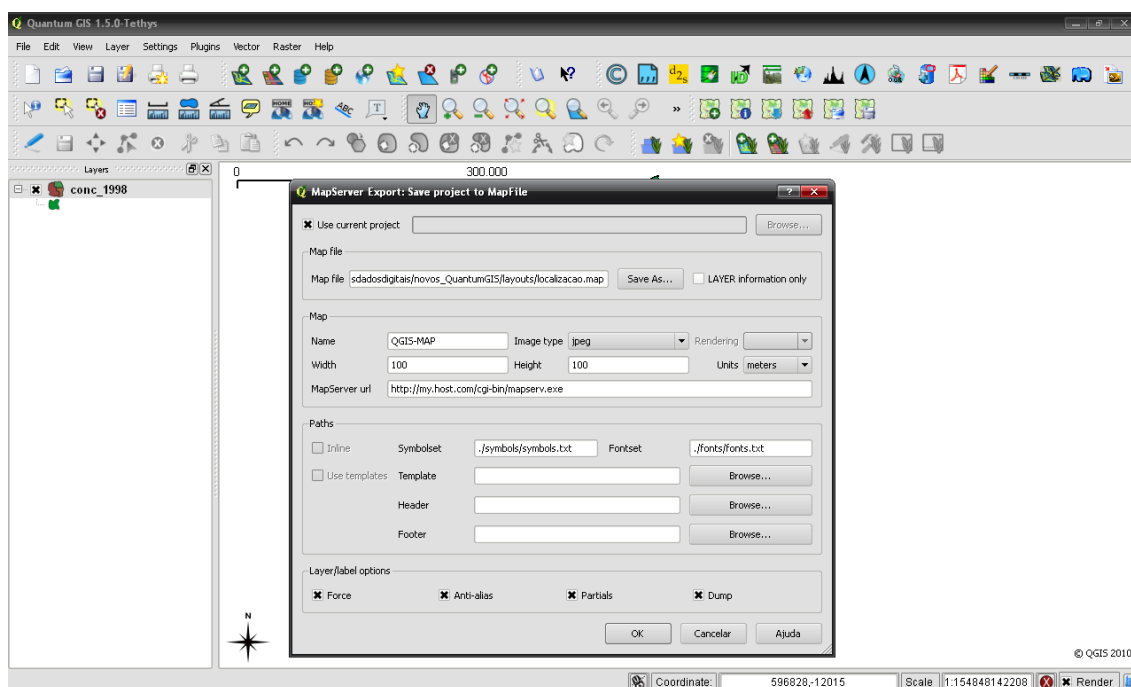 Quantum GIS 1.5.0-Tethys
File Edit View Layer Settings Plugins Vector Raster Help
Layers
conc_1998
0 300.000
MapServer Export: Save project to MapFile
Use current project Browse...
Map file
Map file sdadosdigitais/novos_QuantumGIS/layouts/localizacao.map Save As... LAYER information only
Map
Name QGIS-MAP Image type jpeg Rendering
Width 100 Height 100 Units meters
MapServer url http://my.host.com/cgi-bin/mapserv.exe
Paths
Inline Symbolset ./symbols/symbols.txt Fontset ./fonts/fonts.txt
Use templates Template Browse...
Header Browse...
Footer Browse...
Layer/label options
Force Anti-alias Partials Dump
OK Cancelar Ajuda
N
© QGIS 2010
Coordinate: 596828,-12015 Scale 1:154848142208 Render